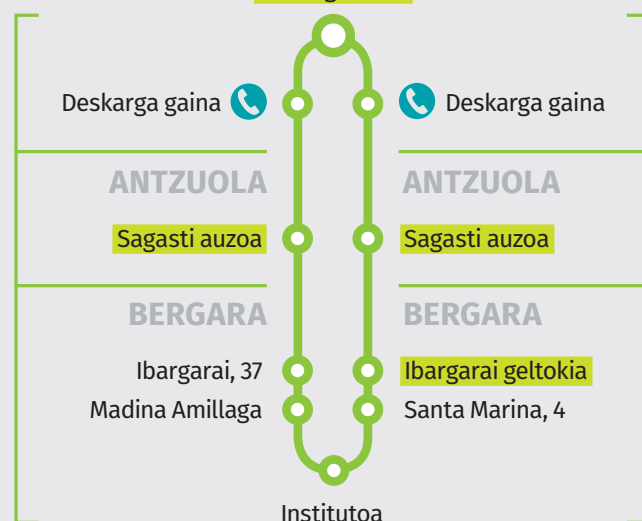 Deskarga gaina
Deskarga gaina
ANTZUOLA
ANTZUOLA
Sagasti auzoa
Sagasti auzoa
BERGARA
BERGARA
Ibargarai, 37
Ibargarai geltokia
Madina Amillaga
Santa Marina, 4
Institutoa